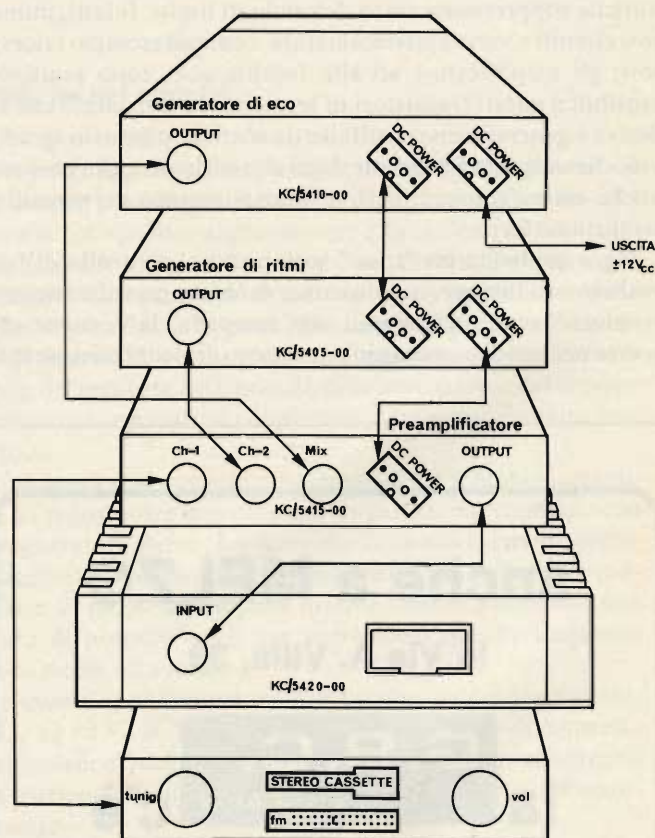 Generatore di eco
OUTPUT
DC POWER
DC POWER
KC/5410-00
USCITA
±12Vcc
Generatore di ritmi
OUTPUT
DC POWER
DC POWER
KC/5405-00
Preamplificatore
Ch-1
Ch-2
Mix
DC POWER
OUTPUT
KC/5415-00
INPUT
KC/5420-00
tunig
STEREO CASSETTE
vol
fm